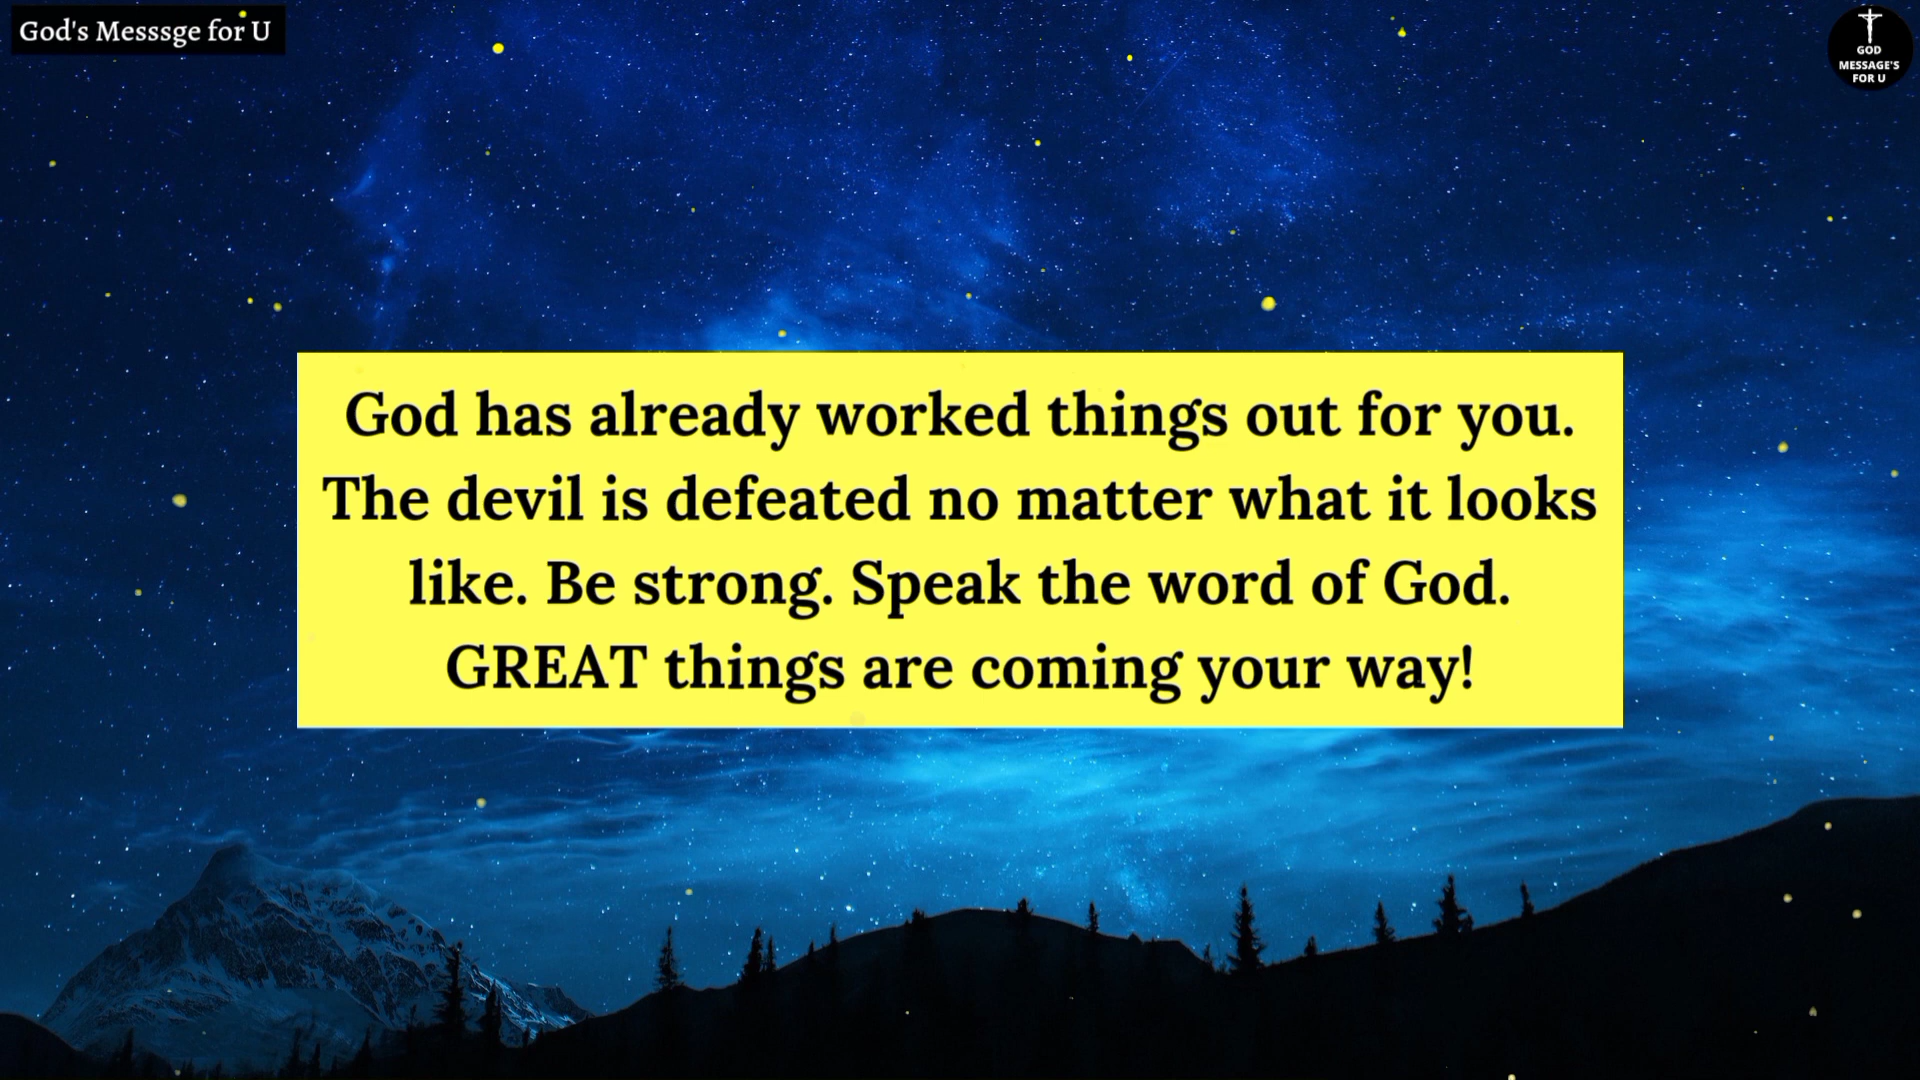 God's Messsge for U
GOD
MESSAGE'S
FOR U
God has already worked things out for you.
The devil is defeated no matter what it looks
like. Be strong. Speak the word of God.
GREAT things are coming your way!